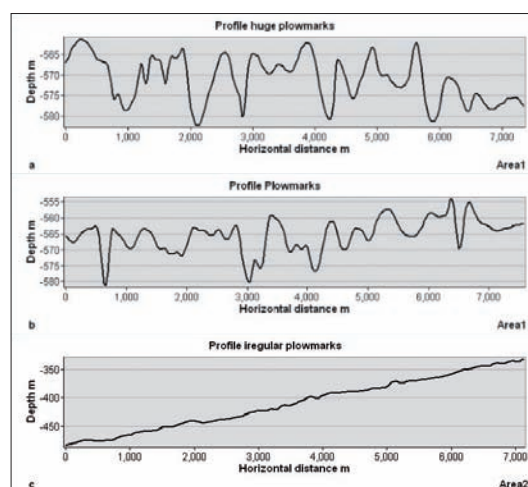 Profile huge plowmarks
Depth m
-565
-570
-575
-580
0 1,000 2,000 3,000 4,000 5,000 6,000 7,000
Horizontal distance m
a Area1
Profile Plowmarks
Depth m
-555
-560
-565
-570
-575
-580
0 1,000 2,000 3,000 4,000 5,000 6,000 7,000
Horizontal distance m
b Area1
Profile iregular plowmarks
Depth m
-350
-400
-450
0 1,000 2,000 3,000 4,000 5,000 6,000 7,000
Horizontal distance m
c Area2